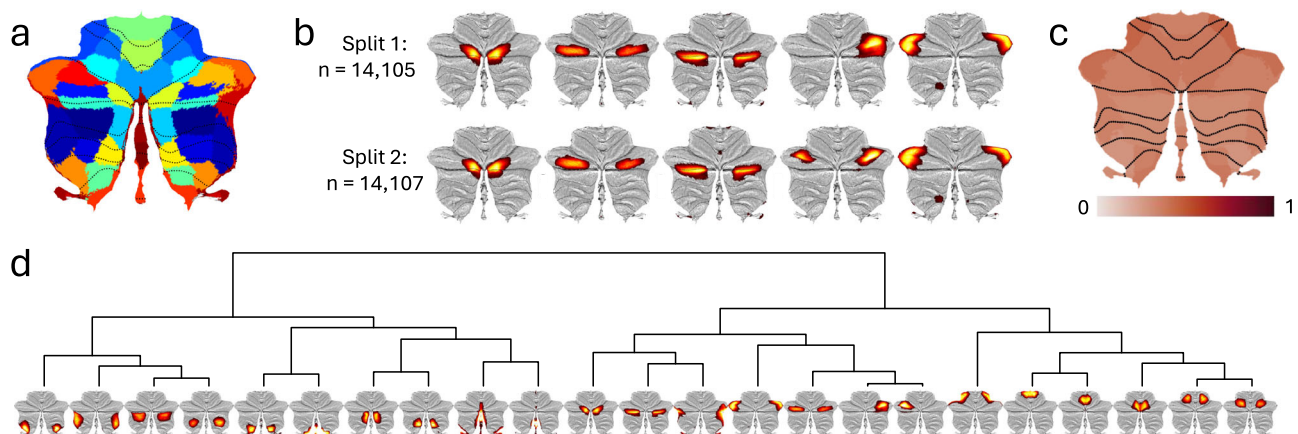 a
b
Split 1:
n = 14,105
Split 2:
n = 14,107
c
0
1
d